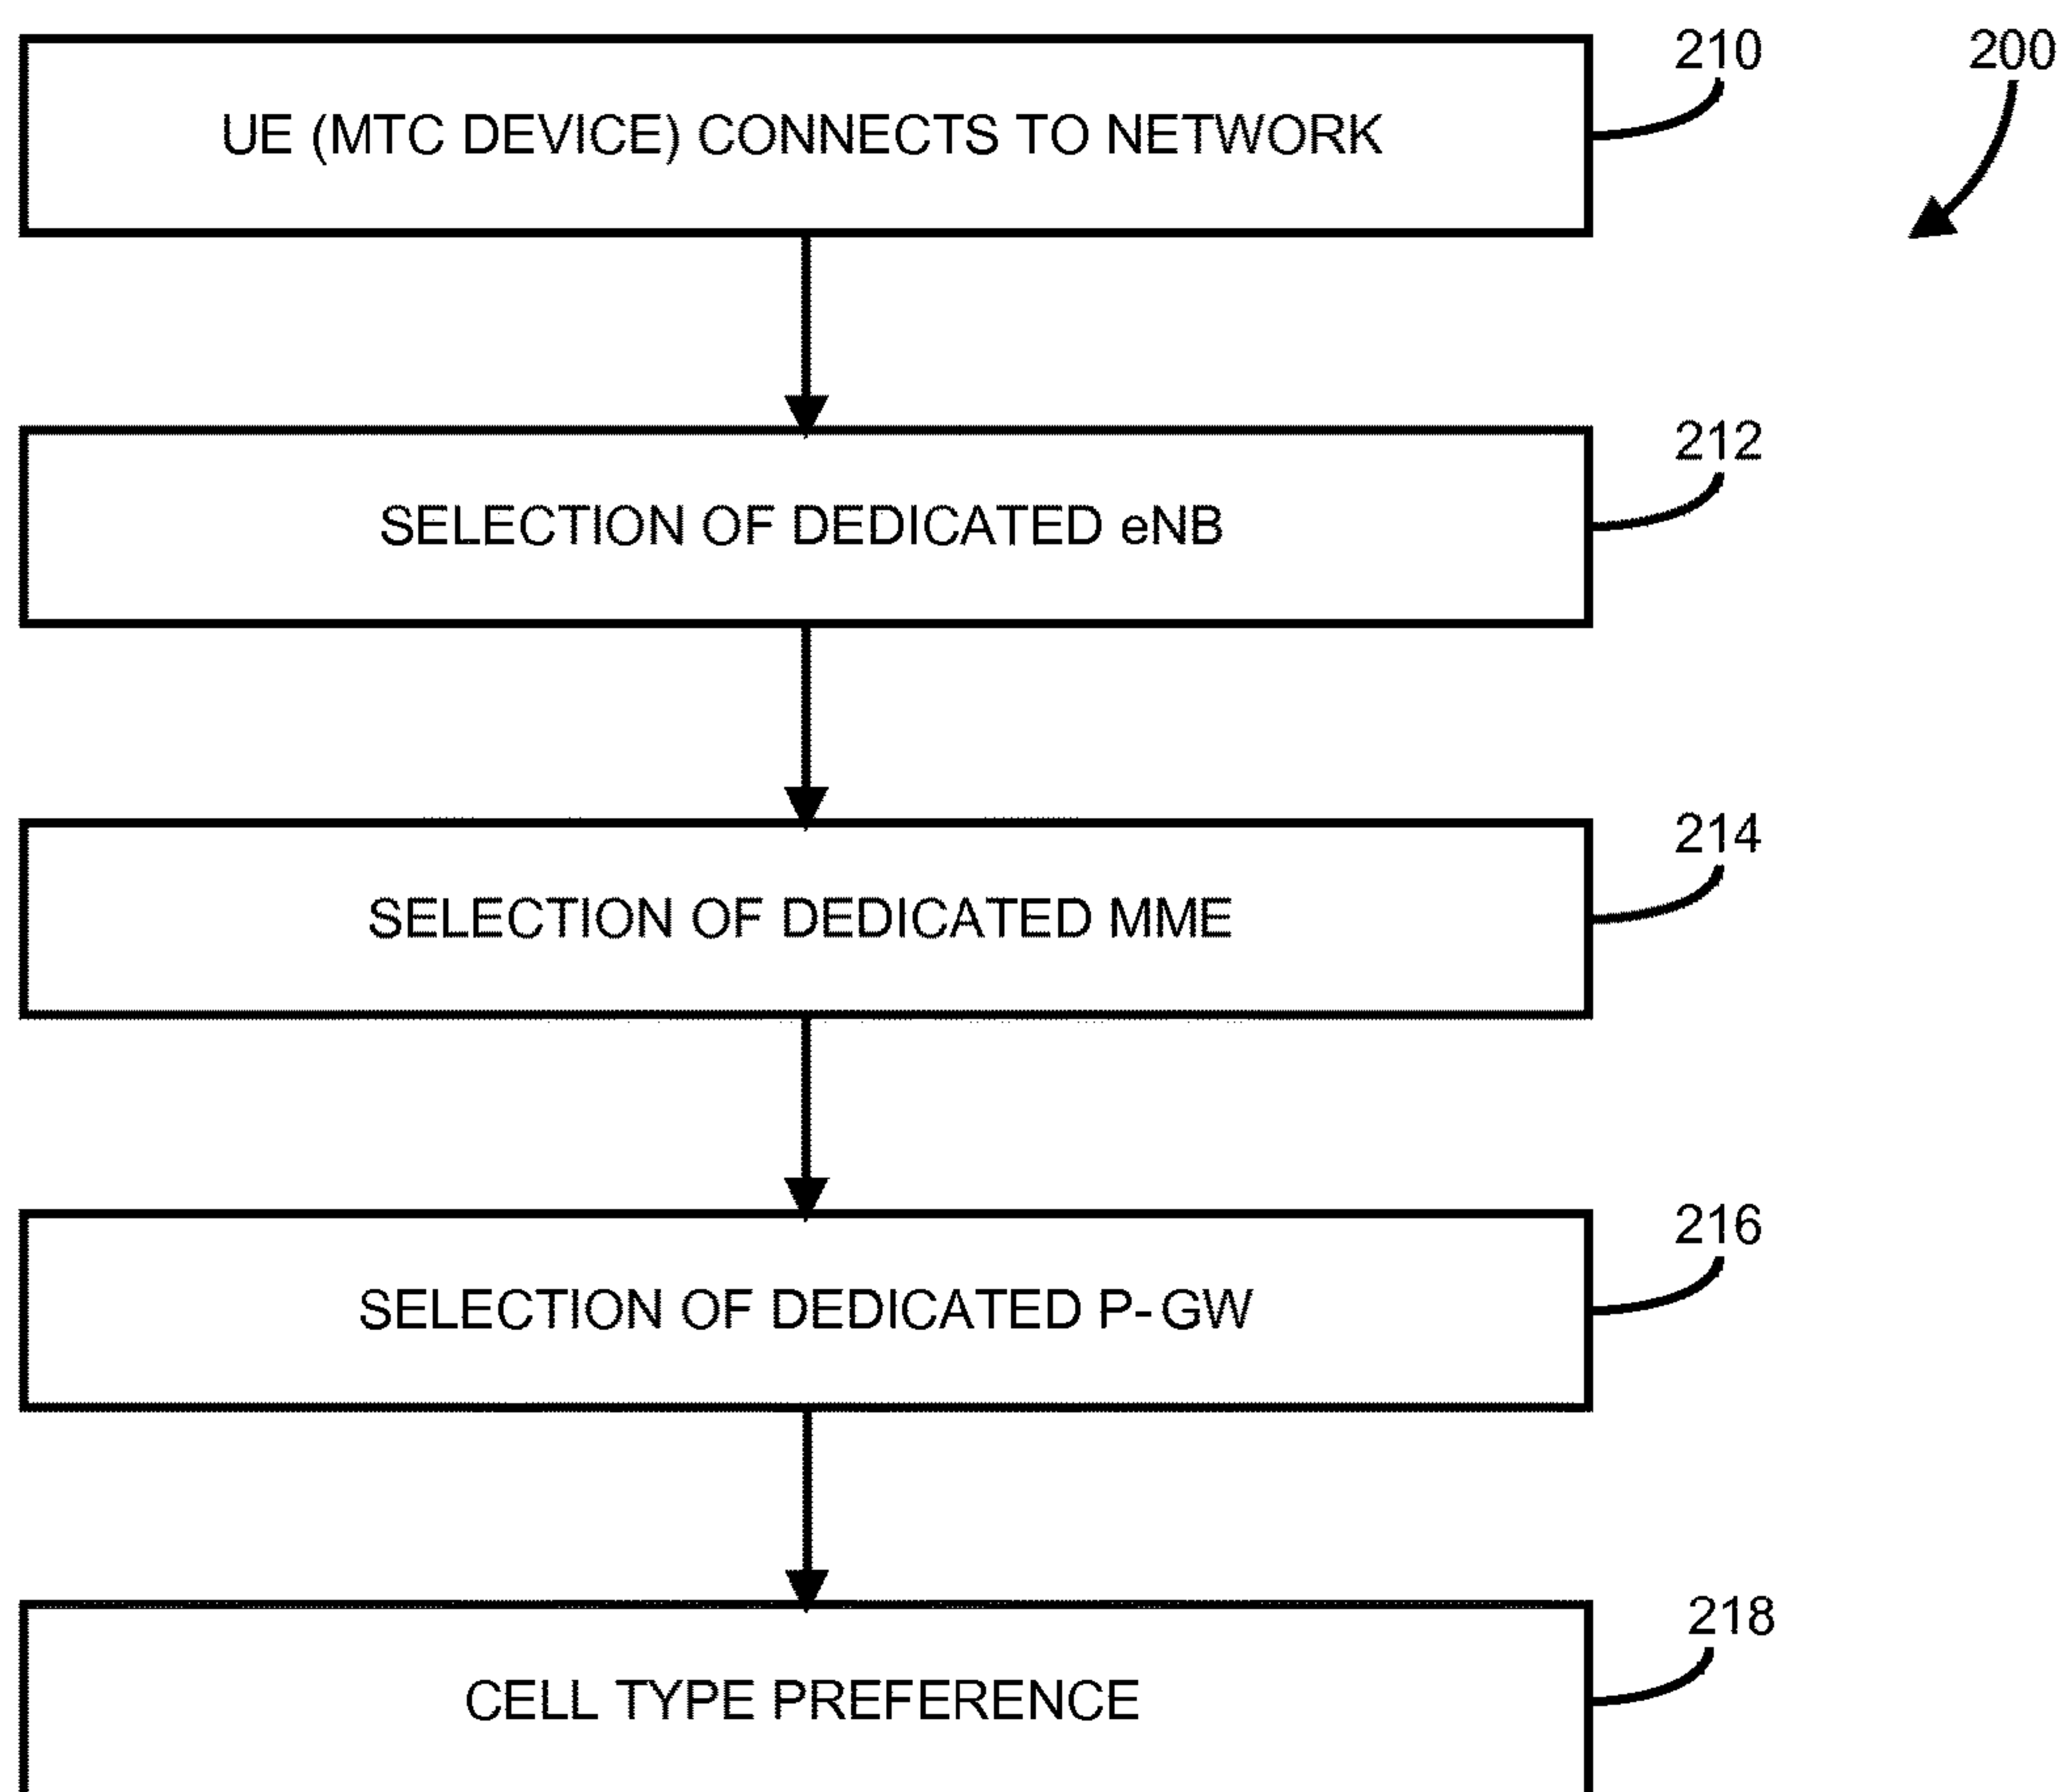 210
200
UE (MTC DEVICE) CONNECTS TO NETWORK
212
SELECTION OF DEDICATED eNB
214
SELECTION OF DEDICATED MME
216
SELECTION OF DEDICATED P-GW
218
CELL TYPE PREFERENCE